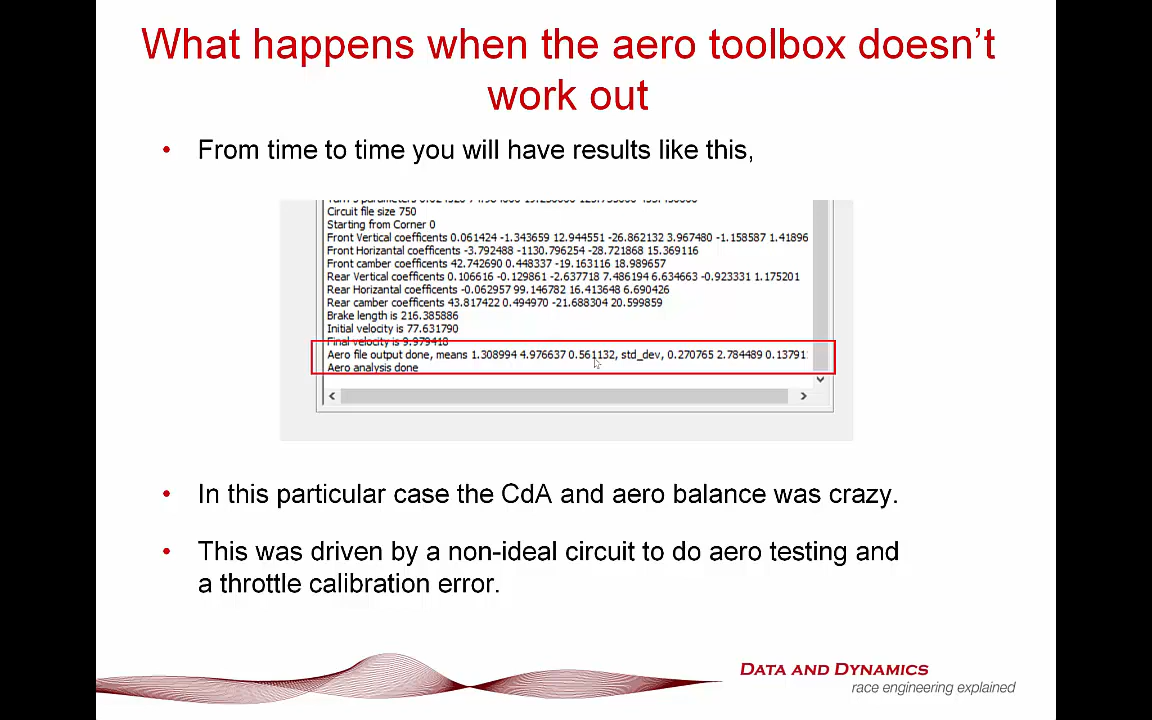 What happens when the aero toolbox doesn't
work out
• From time to time you will have results like this,
Circuit file size 750
Starting from Corner 0
Front Vertical coefficents 0.061424 -1.343659 12.944551 -26.862132 3.967480 -1.158587 1.41896
Front Horizantal coefficents -3.792488 -1130.796254 -28.721868 15.369116
Front camber coefficents 42.742690 0.448337 -19.163116 18.989657
Rear Vertical coefficents 0.106616 -0.129861 -2.637718 7.486194 6.634663 -0.923331 1.175201
Rear Horizantal coefficents -0.062957 99.146782 16.413648 6.690426
Rear camber coefficents 43.817422 0.494970 -21.688304 20.599859
Brake length is 216.385886
Initial velocity is 77.631790
Final velocity is 9.979418
Aero file output done, means 1.308994 4.976637 0.561132, std_dev, 0.270765 2.784489 0.13791
Aero analysis done
• In this particular case the CdA and aero balance was crazy.
• This was driven by a non-ideal circuit to do aero testing and
a throttle calibration error.
DATA AND DYNAMICS
race engineering explained